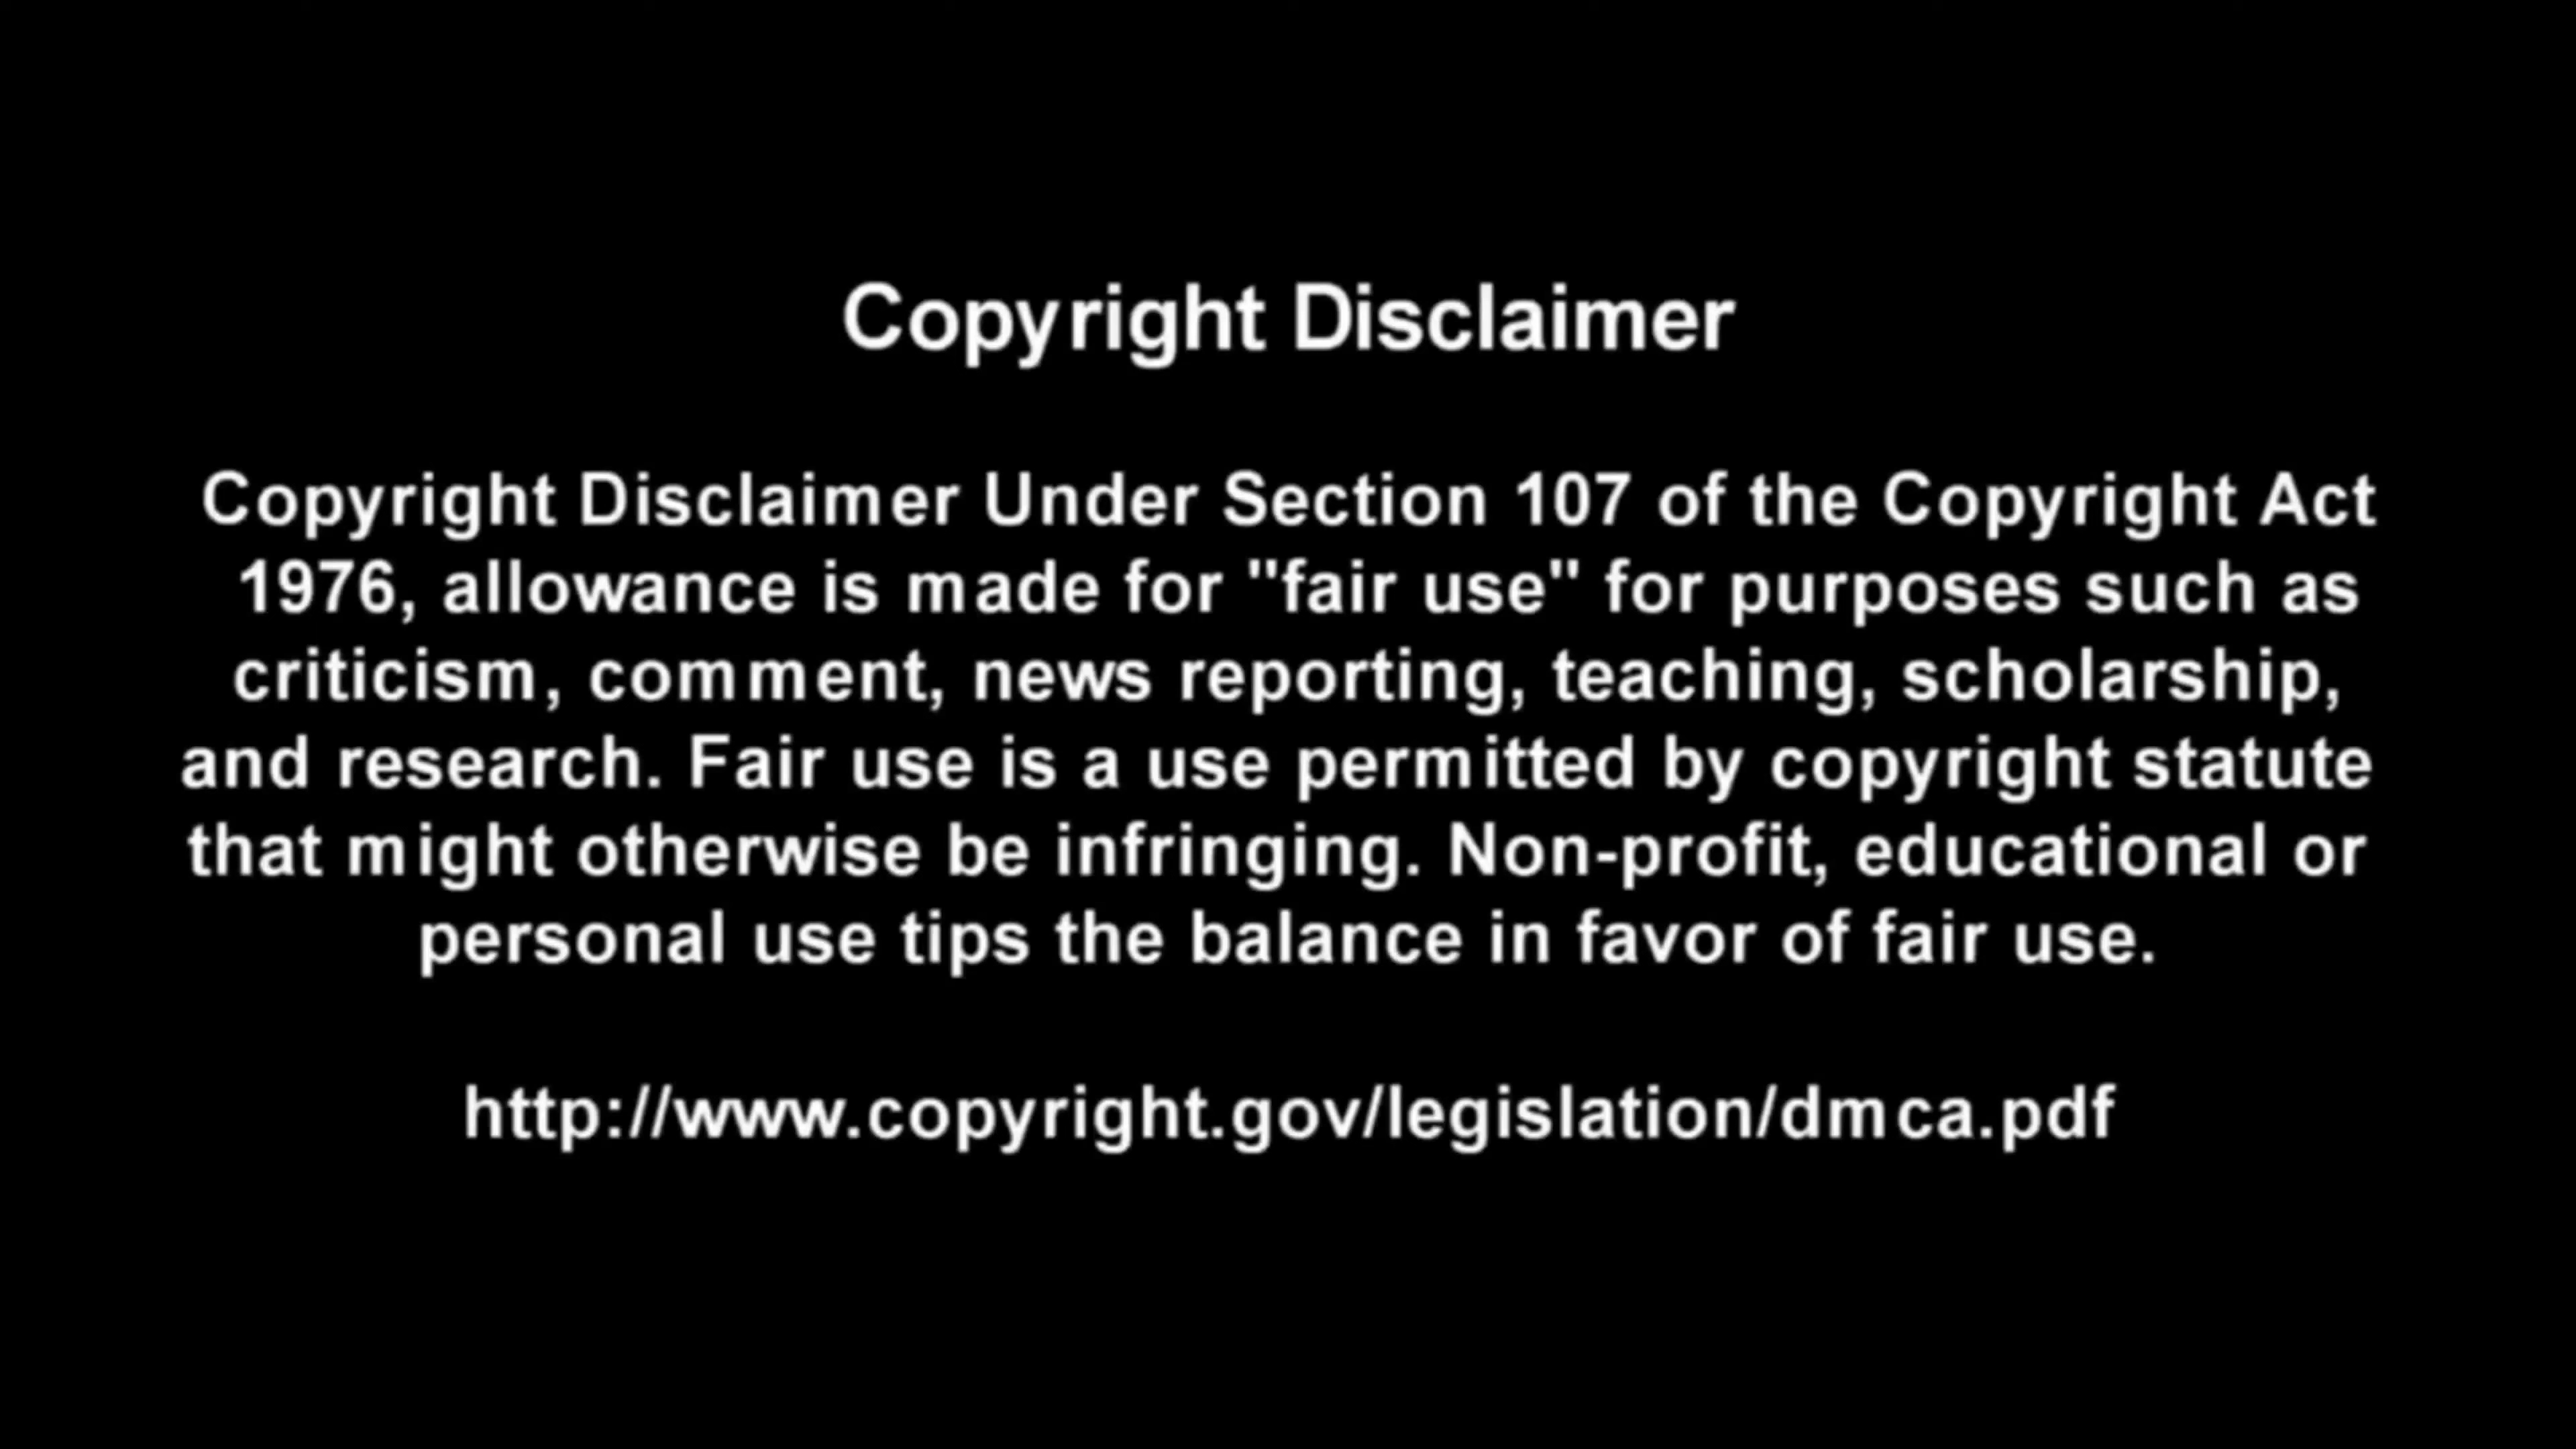 Copyright Disclaimer
Copyright Disclaimer Under Section 107 of the Copyright Act
1976, allowance is made for "fair use" for purposes such as
criticism, comment, news reporting, teaching, scholarship,
and research. Fair use is a use permitted by copyright statute
that might otherwise be infringing. Non-profit, educational or
personal use tips the balance in favor of fair use.
http://www.copyright.gov/legislation/dmca.pdf